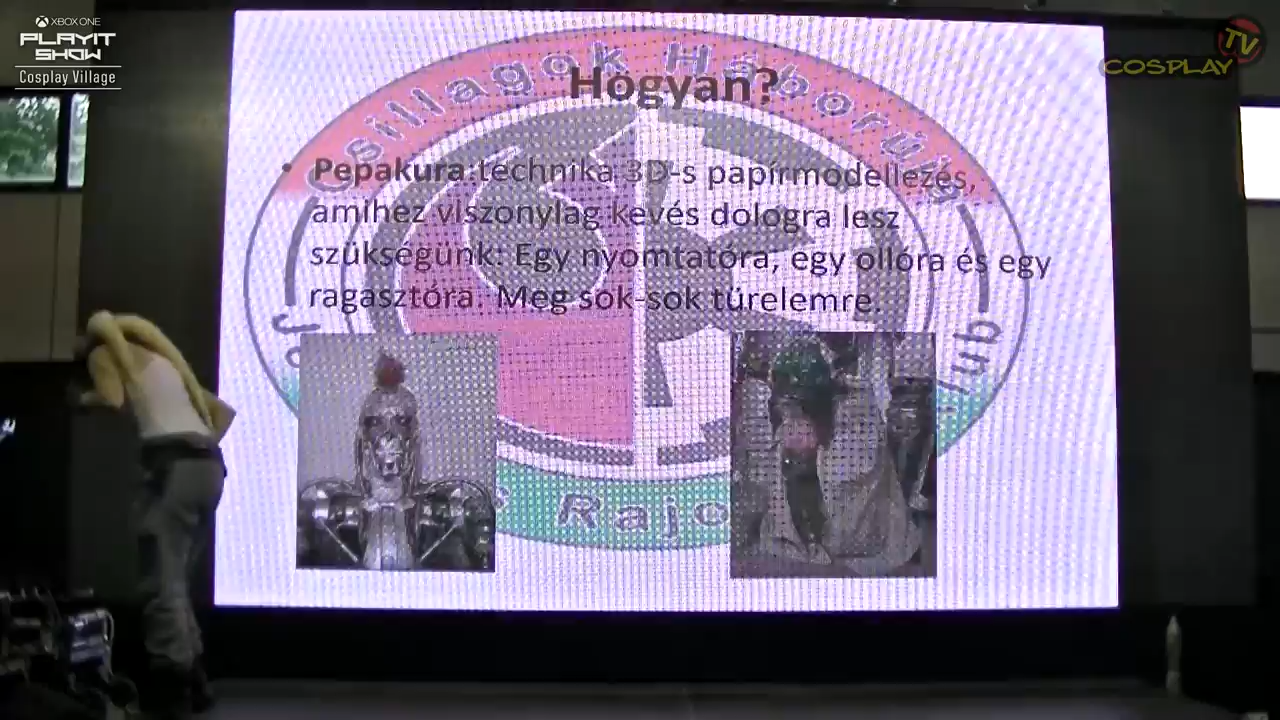 XBOX ONE
PLAYIT
SHOW
Cosplay Village
TV
COSPLAY
Csillagok Háborúja
Hogyan?
• Pepakura:technika 3D-s papírmodellezés,
amihez viszonylag kevés dologra lesz
szükségünk: Egy nyomtatóra, egy ollóra és egy
ragasztóra. Meg sok-sok türelemre.